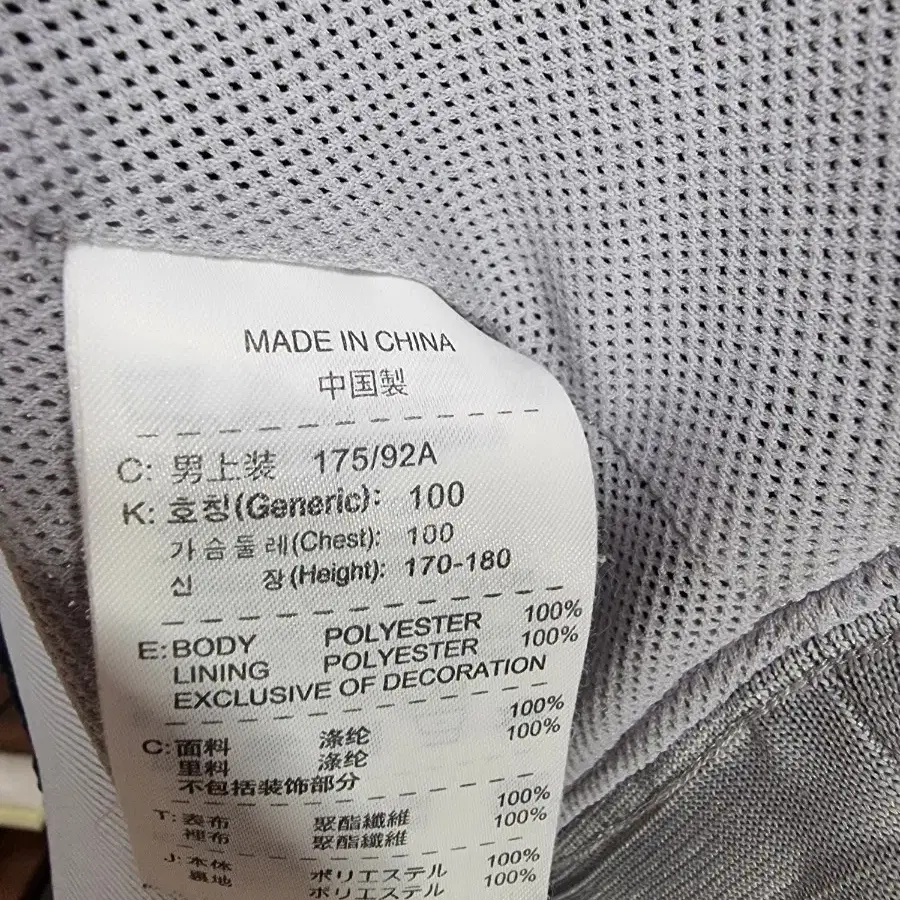 MADE IN CHINA
中国製
C: 男上装 175/92A
K: 호칭(Generic): 100
가슴둘레(Chest): 100
신 장(Height): 170-180
E: BODY POLYESTER 100%
LINING POLYESTER 100%
EXCLUSIVE OF DECORATION
C: 面料 涤纶 100%
里料 涤纶 100%
不包括装饰部分
T: 表布 聚酯纖維 100%
裡布 聚酯纖維 100%
J: 本体 ポリエステル 100%
裏地 ポリエステル 100%